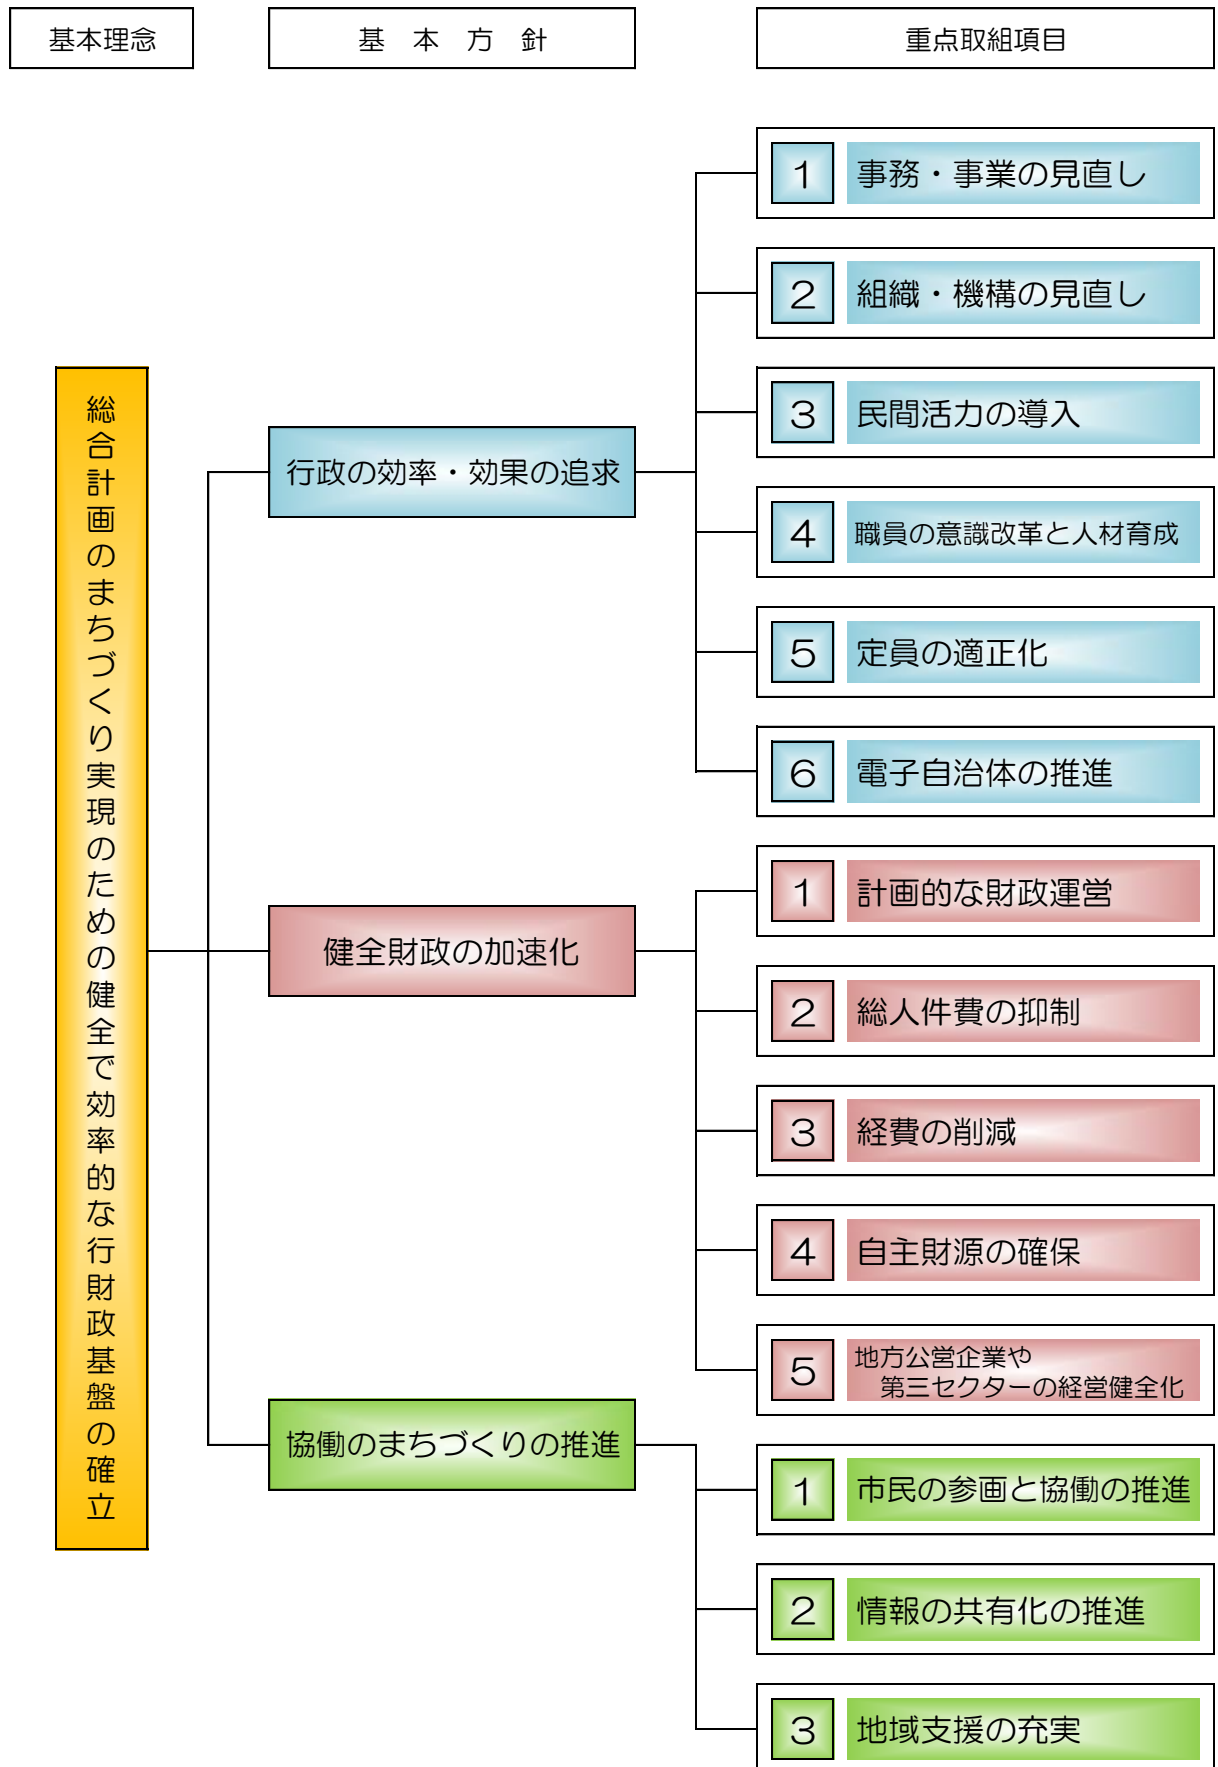 基本理念
基　本　方　針
重点取組項目
総合計画のまちづくり実現のための健全で効率的な行財政基盤の確立
行政の効率・効果の追求
1 事務・事業の見直し
2 組織・機構の見直し
3 民間活力の導入
4 職員の意識改革と人材育成
5 定員の適正化
6 電子自治体の推進
健全財政の加速化
1 計画的な財政運営
2 総人件費の抑制
3 経費の削減
4 自主財源の確保
5 地方公営企業や
第三セクターの経営健全化
協働のまちづくりの推進
1 市民の参画と協働の推進
2 情報の共有化の推進
3 地域支援の充実